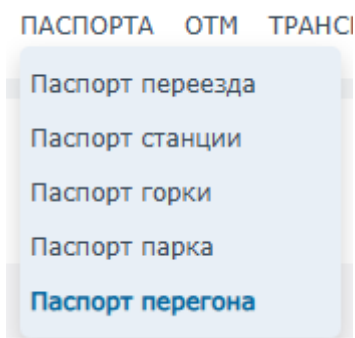 ПАСПОРТА ОТМ
Паспорт переезда
Паспорт станции
Паспорт горки
Паспорт парка
Паспорт перегона